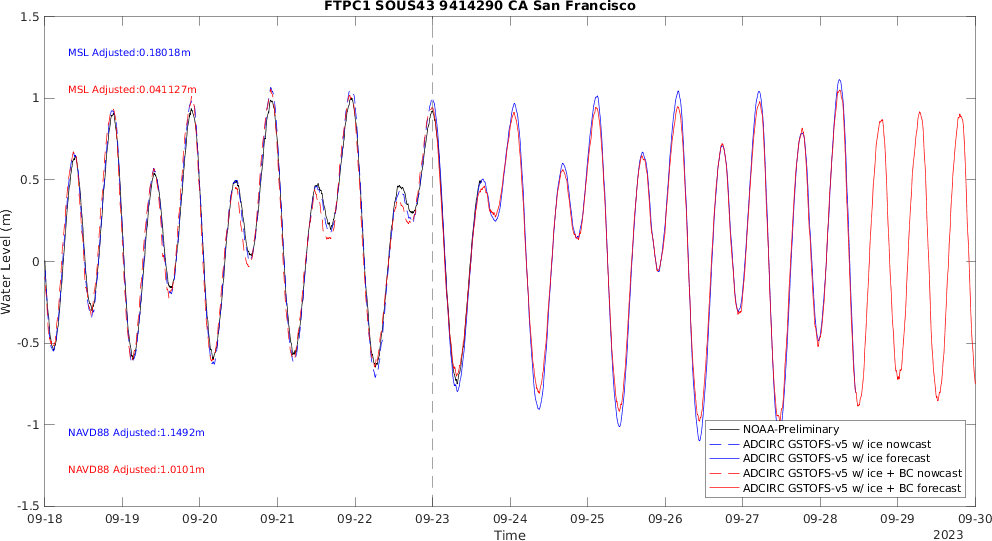 FTPC1 SOUS43 9414290 CA San Francisco
1.5
MSL Adjusted:0.18018m
1
MSL Adjusted:0.041127m
0.5
Water Level (m)
0
-0.5
-1
NAVD88 Adjusted:1.1492m
NAVD88 Adjusted:1.0101m
-1.5
NOAA-Preliminary
ADCIRC GSTOFS-v5 w/ ice nowcast
ADCIRC GSTOFS-v5 w/ ice forecast
ADCIRC GSTOFS-v5 w/ ice + BC nowcast
ADCIRC GSTOFS-v5 w/ ice + BC forecast
09-18 09-19 09-20 09-21 09-22 09-23 09-24 09-25 09-26 09-27 09-28 09-29 09-30
Time
2023